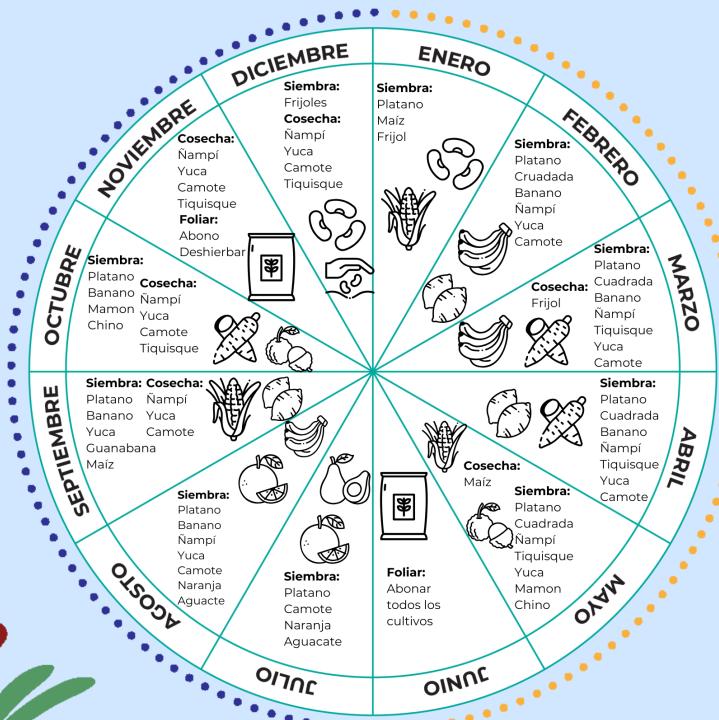 ENERO
Siembra:
Platano
Maíz
Frijol
FEBRERO
Siembra:
Platano
Cruadada
Banano
Ñampí
Yuca
Camote
MARZO
Siembra:
Platano
Cuadrada
Banano
Ñampí
Tiquisque
Yuca
Camote
Cosecha:
Frijol
ABRIL
Siembra:
Platano
Cuadrada
Banano
Ñampí
Tiquisque
Yuca
Camote
MAYO
Cosecha:
Maíz
Siembra:
Platano
Cuadrada
Ñampí
Tiquisque
Yuca
Mamon
Chino
JUNIO
Foliar:
Abonar
todos los
cultivos
JULIO
Siembra:
Platano
Camote
Naranja
Aguacate
AGOSTO
Siembra:
Platano
Banano
Ñampí
Yuca
Camote
Naranja
Aguacte
SEPTIEMBRE
Siembra:
Platano
Banano
Yuca
Guanabana
Maíz
Cosecha:
Ñampí
Yuca
Camote
OCTUBRE
Siembra:
Platano
Banano
Mamon
Chino
Cosecha:
Ñampí
Yuca
Camote
Tiquisque
NOVIEMBRE
Cosecha:
Ñampí
Yuca
Camote
Tiquisque
Foliar:
Abono
Deshierbar
DICIEMBRE
Siembra:
Frijoles
Cosecha:
Ñampí
Yuca
Camote
Tiquisque